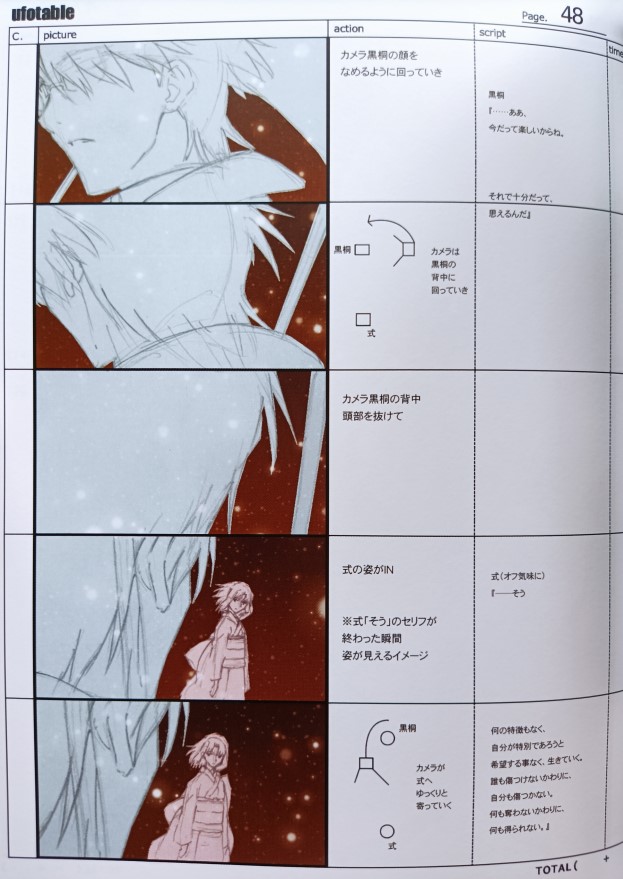 ufotable
Page. 48
C.
picture
action
script
time
カメラ黒桐の顔を
なめるように回っていき
黒桐
『……ああ、
今だって楽しいからね。
それで十分だって、
思えるんだ』
黒桐
カメラは
黒桐の
背中に
回っていき
式
カメラ黒桐の背中
頭部を抜けて
式の姿がIN
※式「そう」のセリフが
終わった瞬間
姿が見えるイメージ
式(オフ気味に)
『――そう
黒桐
カメラが
式へ
ゆっくりと
寄っていく
式
何の特徴もなく、
自分が特別であろうと
希望する事なく、生きていく。
誰も傷つけないかわりに、
自分も傷つかない。
何も奪わないかわりに、
何も得られない。』
TOTAL( +